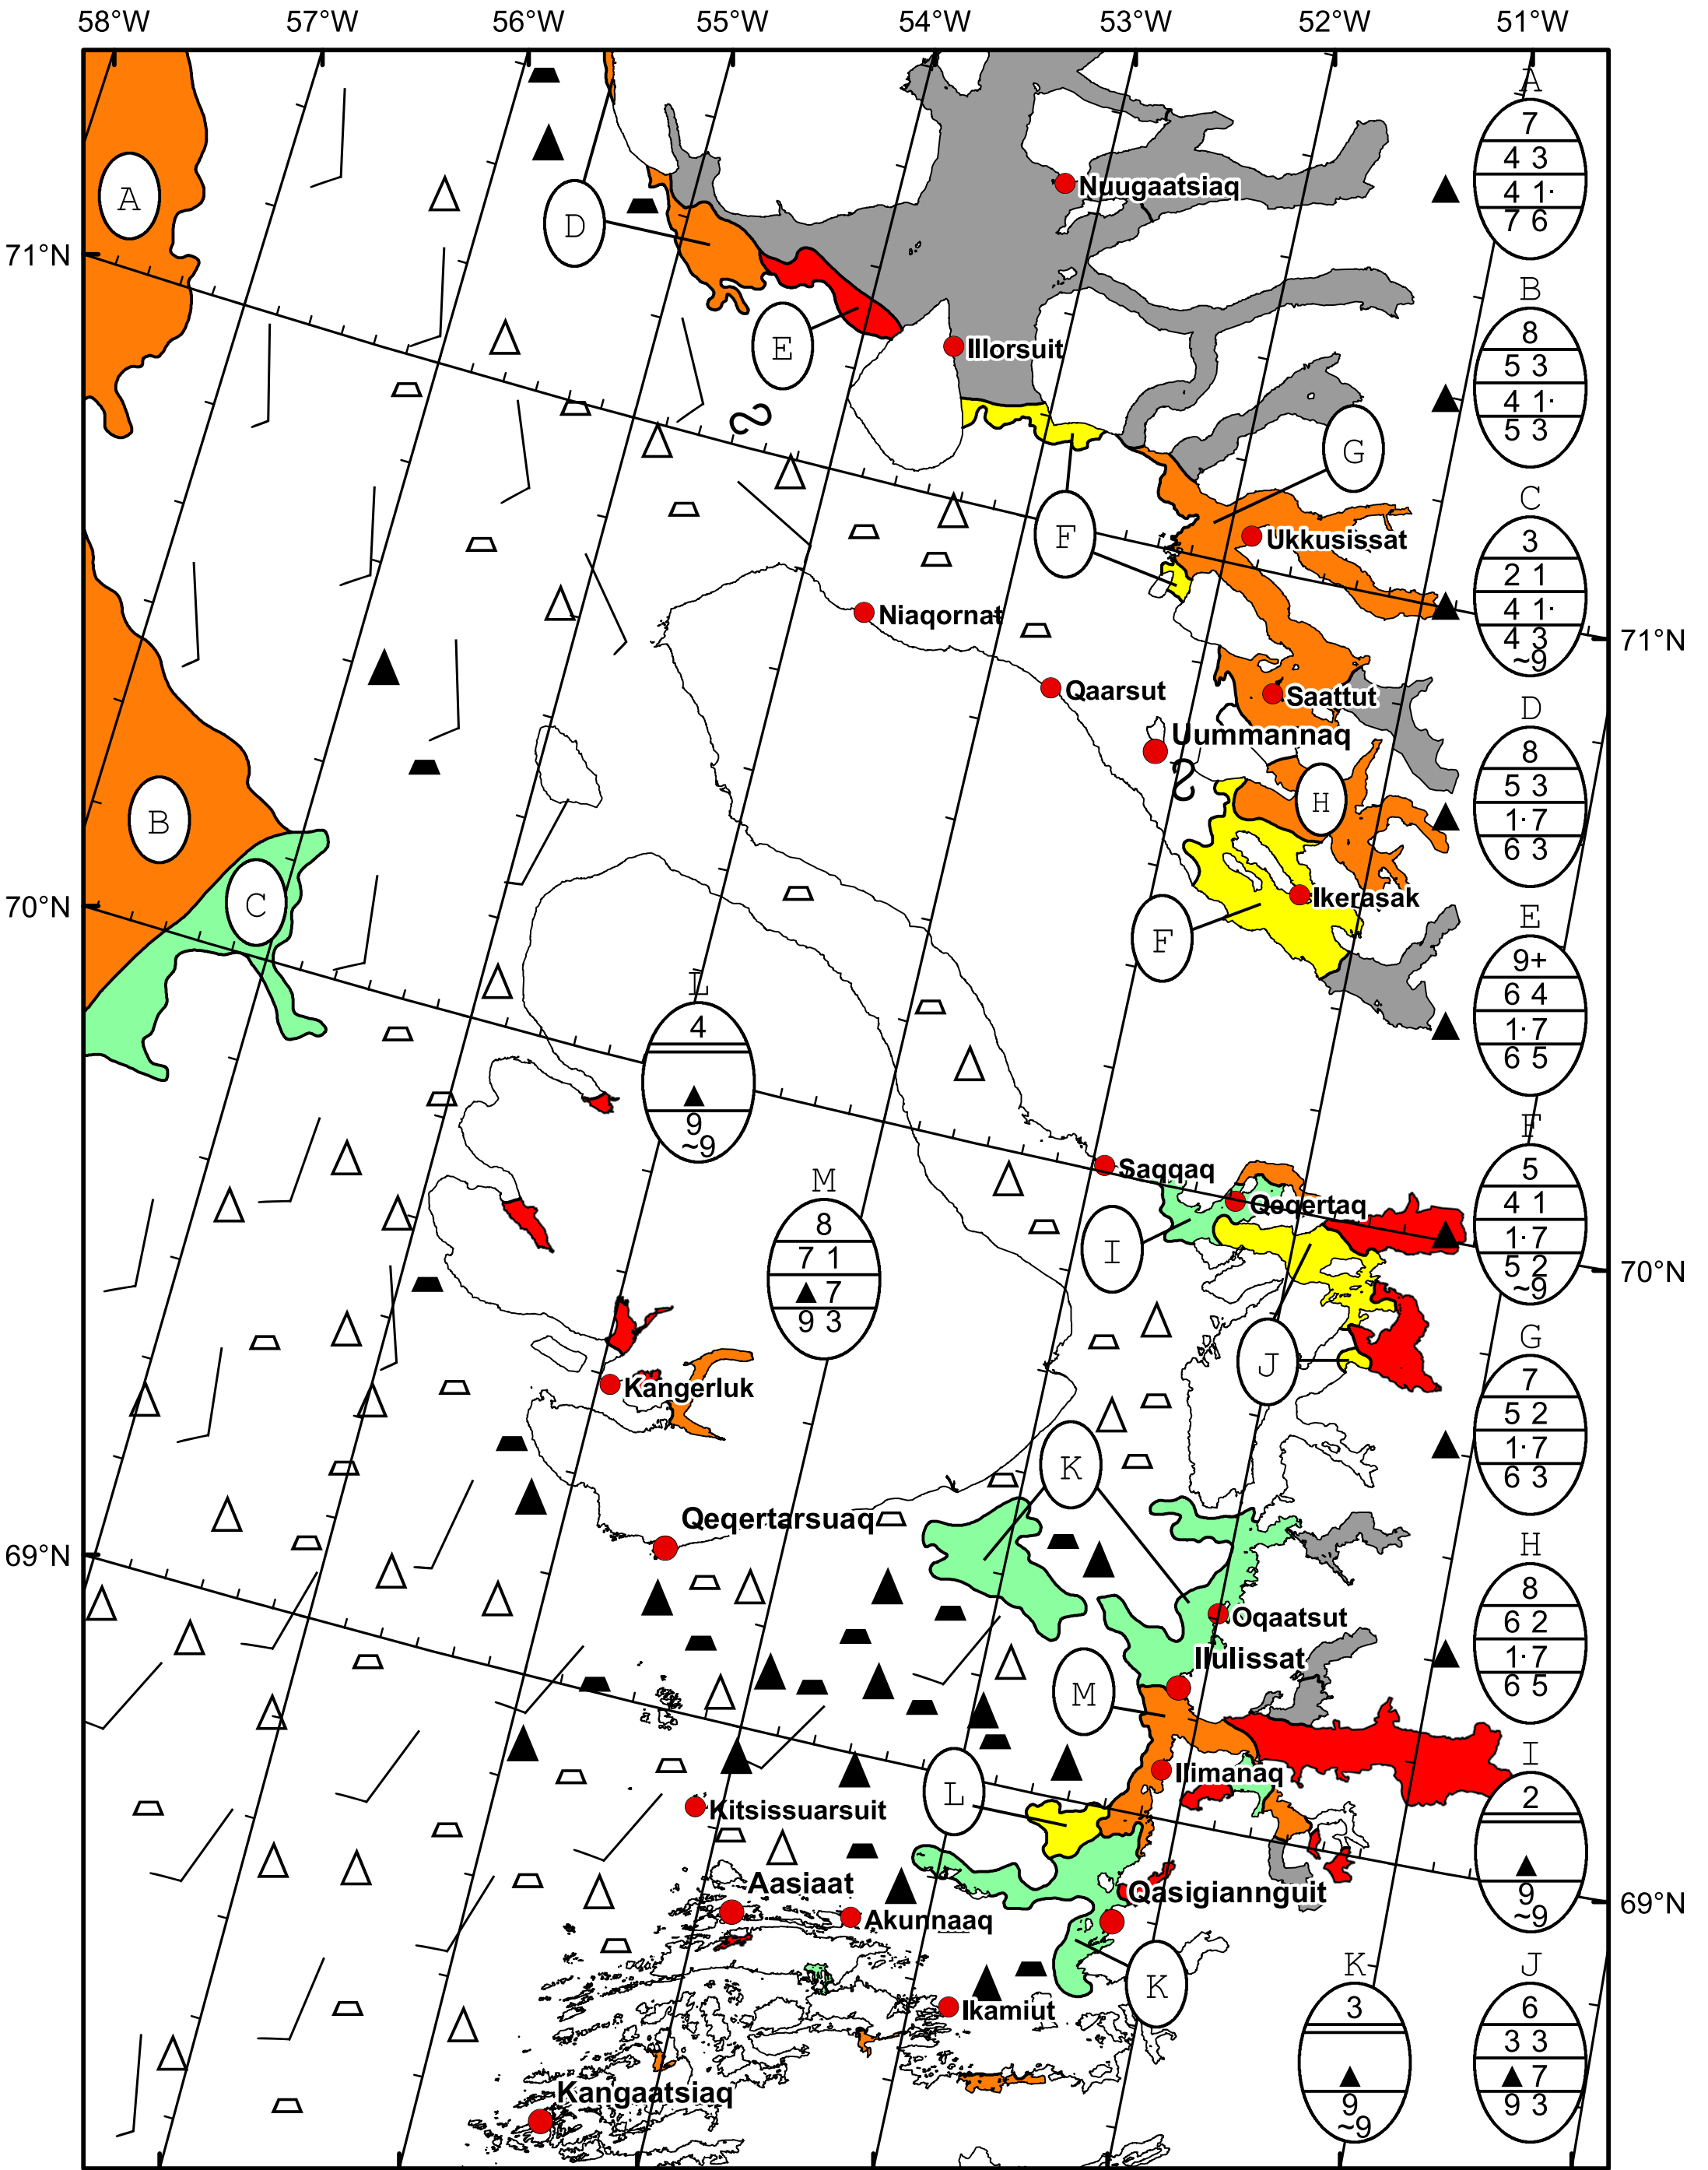 58°W 57°W 56°W 55°W 54°W 53°W 52°W 51°W
A
7
4 3
4 1·
7 6
A
Nuugaatsiaq
D
71°N
B
8
5 3
4 1·
5 3
E
Illorsuit
G
C
3
2 1
4 1·
4 3
~9
F
Ukkusissat
Niaqornat
71°N
Qaarsut
Saattut
D
8
5 3
1·7
6 3
Uummannaq
H
B
Ikerasak
C
70°N
F
E
9+
6 4
1·7
6 5
L
4
▲
9
~9
F
5
4 1
1·7
5 2
~9
Saqqaq
M
8
7 1
▲ 7
9 3
Qeqertaq
I
70°N
G
7
5 2
1·7
6 3
J
Kangerluk
K
Qeqertarsuaq
69°N
H
8
6 2
1·7
6 5
Oqaatsut
Ilulissat
M
I
2
▲
9
~9
Ilimanaq
L
Kitsissuarsuit
Aasiaat
Qasigiannguit
69°N
Akunnaaq
K
K
3
▲
9
~9
J
6
3 3
▲ 7
9 3
Ikamiut
Kangaatsiaq